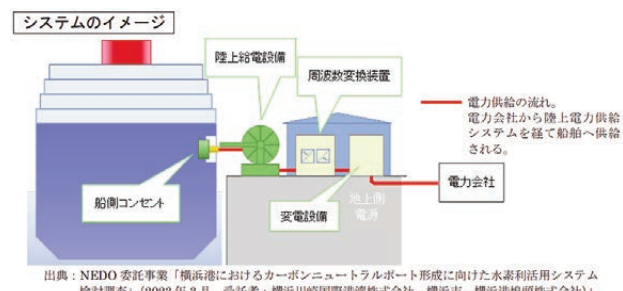 システムのイメージ
陸上給電設備
周波数変換装置
電力供給の流れ。
電力会社から陸上電力供給
システムを経て船舶へ供給
される。
船側コンセント
変電設備
地上側
電源
電力会社
出典：NEDO 委託事業「横浜港におけるカーボンニュートラルポート形成に向けた水素利活用システム